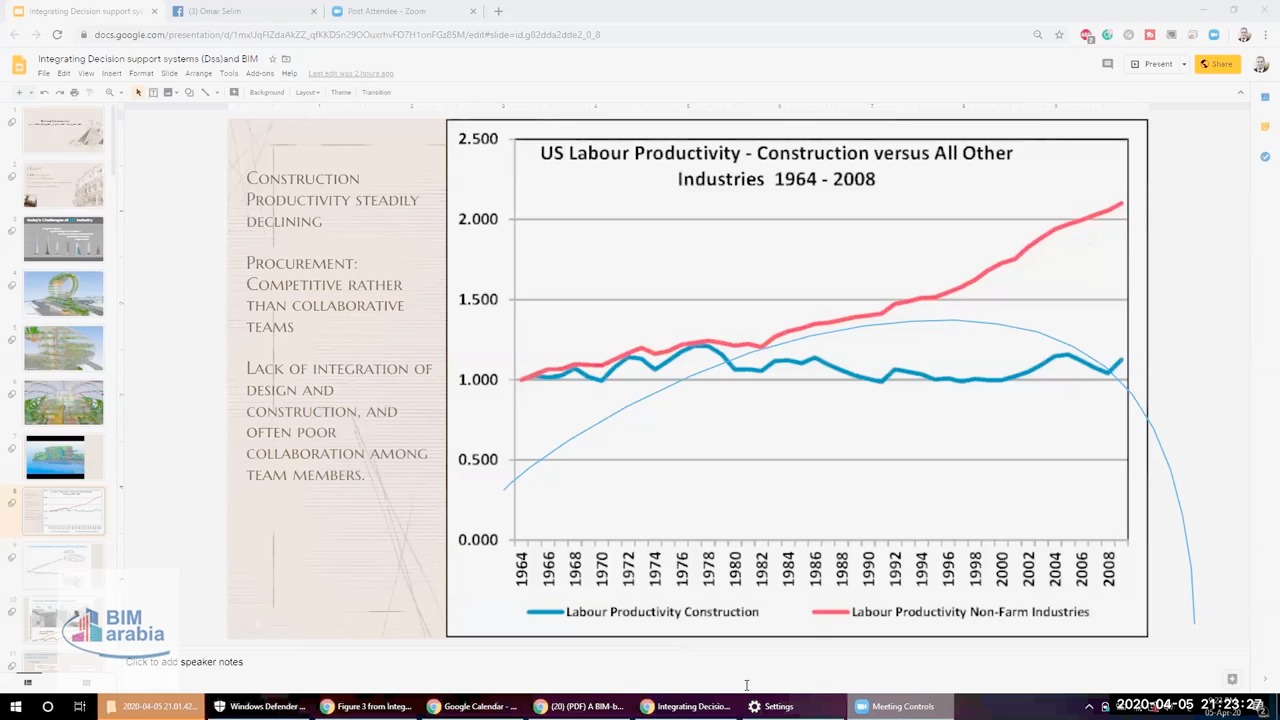 Integrating Decision support sys
(3) Omar Selim
Post Attendee - Zoom
docs.google.com/presentation/d/1mxUqFlZdaAkZZ_qfKKDSn29OOuxrhvFO7H1onFGz85M/edit#slide=id.g82dda2dde2_0_8
Integrating Decision support systems (Dss)and BIM
File Edit View Insert Format Slide Arrange Tools Add-ons Help Last edit was 2 hours ago
Present
Share
Background Layout Theme Transition
Construction
Productivity steadily
declining
Procurement:
Competitive rather
than collaborative
teams
Lack of integration of
design and
construction, and
often poor
collaboration among
team members.
US Labour Productivity - Construction versus All Other
Industries 1964 - 2008
2.500
2.000
1.500
1.000
0.500
0.000
1964 1966 1968 1970 1972 1974 1976 1978 1980 1982 1984 1986 1988 1990 1992 1994 1996 1998 2000 2002 2004 2006 2008
Labour Productivity Construction
Labour Productivity Non-Farm Industries
BIM
arabia
Click to add speaker notes
2020-04-05 21.01.42
Windows Defender ...
Figure 3 from Integ...
Google Calendar - ...
(20) (PDF) A BIM-b...
Integrating Decisio...
Settings
Meeting Controls
2020-04-05 21:23:27
05-Apr-20